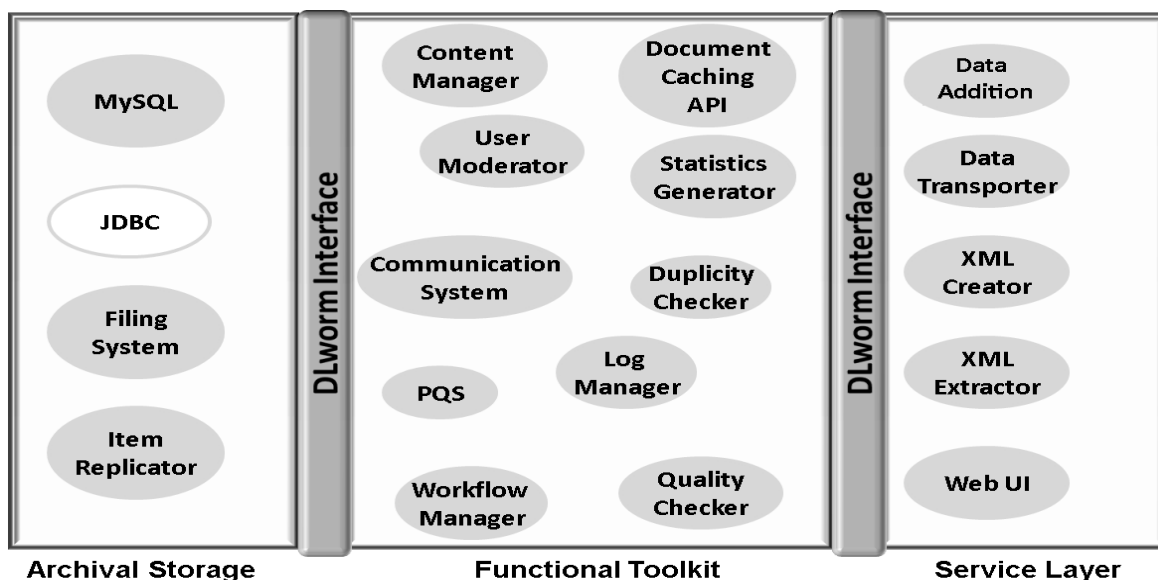 MySQL
JDBC
Filing
System
Item
Replicator
Archival Storage
DLworm Interface
Content
Manager
Document
Caching
API
User
Moderator
Statistics
Generator
Communication
System
Duplicity
Checker
Log
Manager
PQS
Workflow
Manager
Quality
Checker
Functional Toolkit
DLworm Interface
Data
Addition
Data
Transporter
XML
Creator
XML
Extractor
Web UI
Service Layer